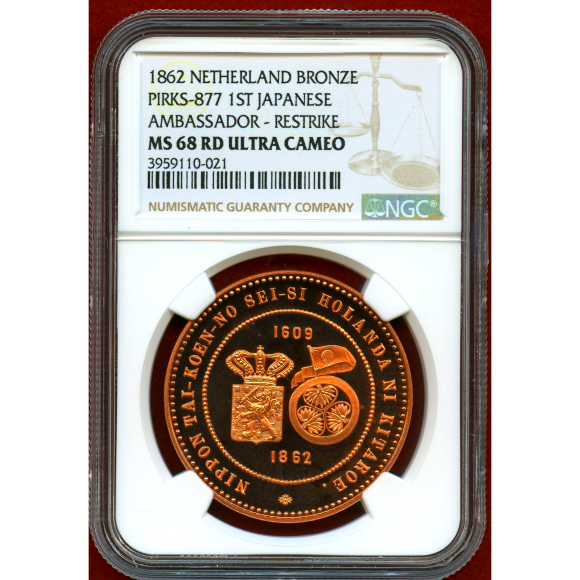 1862 NETHERLAND BRONZE
PIRKS-877 1ST JAPANESE
AMBASSADOR - RESTRIKE
MS 68 RD ULTRA CAMEO
3959110-021
NUMISMATIC GUARANTY COMPANY
NGC®
NIPPON TAI-KOEN-NO SEI-SI HOLANDA NI KITAROE ·
1609
1862